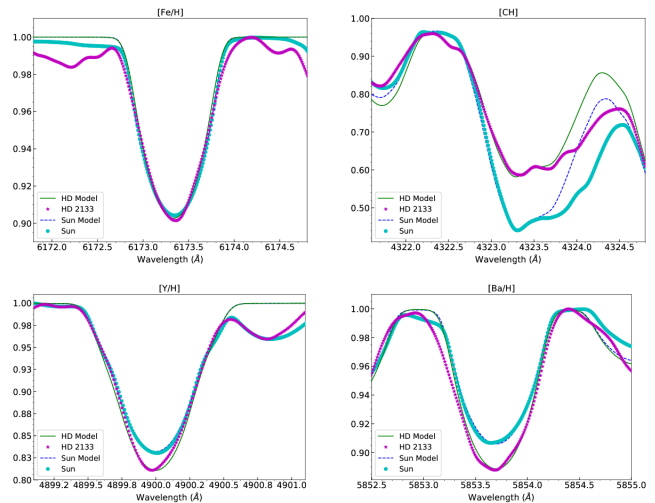 [Fe/H]
1.00
0.98
0.96
0.94
0.92
0.90
HD Model
HD 2133
Sun Model
Sun
6172.0
6172.5
6173.0
6173.5
6174.0
6174.5
Wavelength (Å)
[CH]
1.00
0.90
0.80
0.70
0.60
0.50
HD Model
HD 2133
Sun Model
Sun
4322.0
4322.5
4323.0
4323.5
4324.0
4324.5
Wavelength (Å)
[Y/H]
1.00
0.98
0.95
0.93
0.90
0.88
0.85
0.83
0.80
HD Model
HD 2133
Sun Model
Sun
4899.2
4899.5
4899.8
4900.0
4900.2
4900.5
4900.8
4901.0
Wavelength (Å)
[Ba/H]
1.00
0.98
0.96
0.94
0.92
0.90
HD Model
HD 2133
Sun Model
Sun
5852.5
5853.0
5853.5
5854.0
5854.5
5855.0
Wavelength (Å)